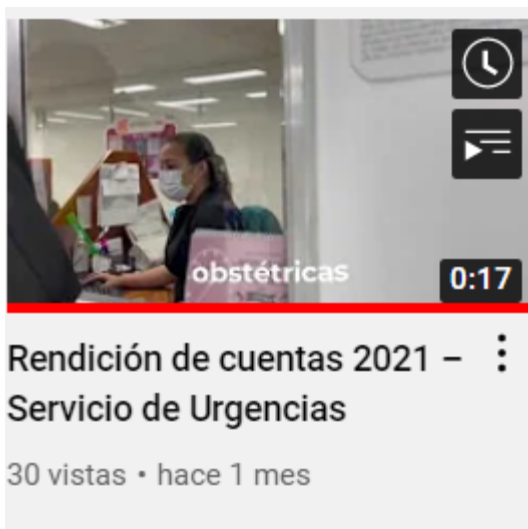 obstétricas
0:17
Rendición de cuentas 2021 –
Servicio de Urgencias
30 vistas • hace 1 mes